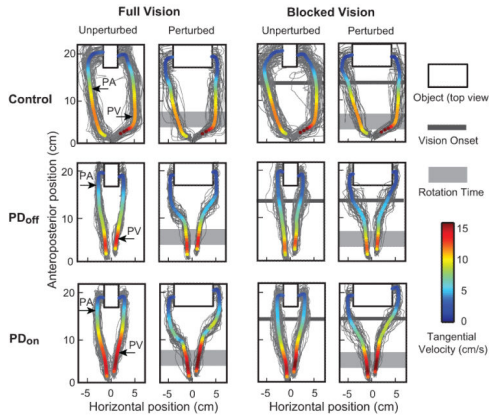 Full Vision
Blocked Vision
Unperturbed
Perturbed
Unperturbed
Perturbed
Control
PDoff
PDon
Anteroposterior position (cm)
20
10
0
20
10
0
20
10
0
PA
PV
PA
PV
PA
PV
-5 0 5
-5 0 5 (cm)
-5 0 5
-5 0 5 (cm)
Horizontal position
Horizontal position
Object (top view
Vision Onset
Rotation Time
15
10
5
0
Tangential
Velocity (cm/s)